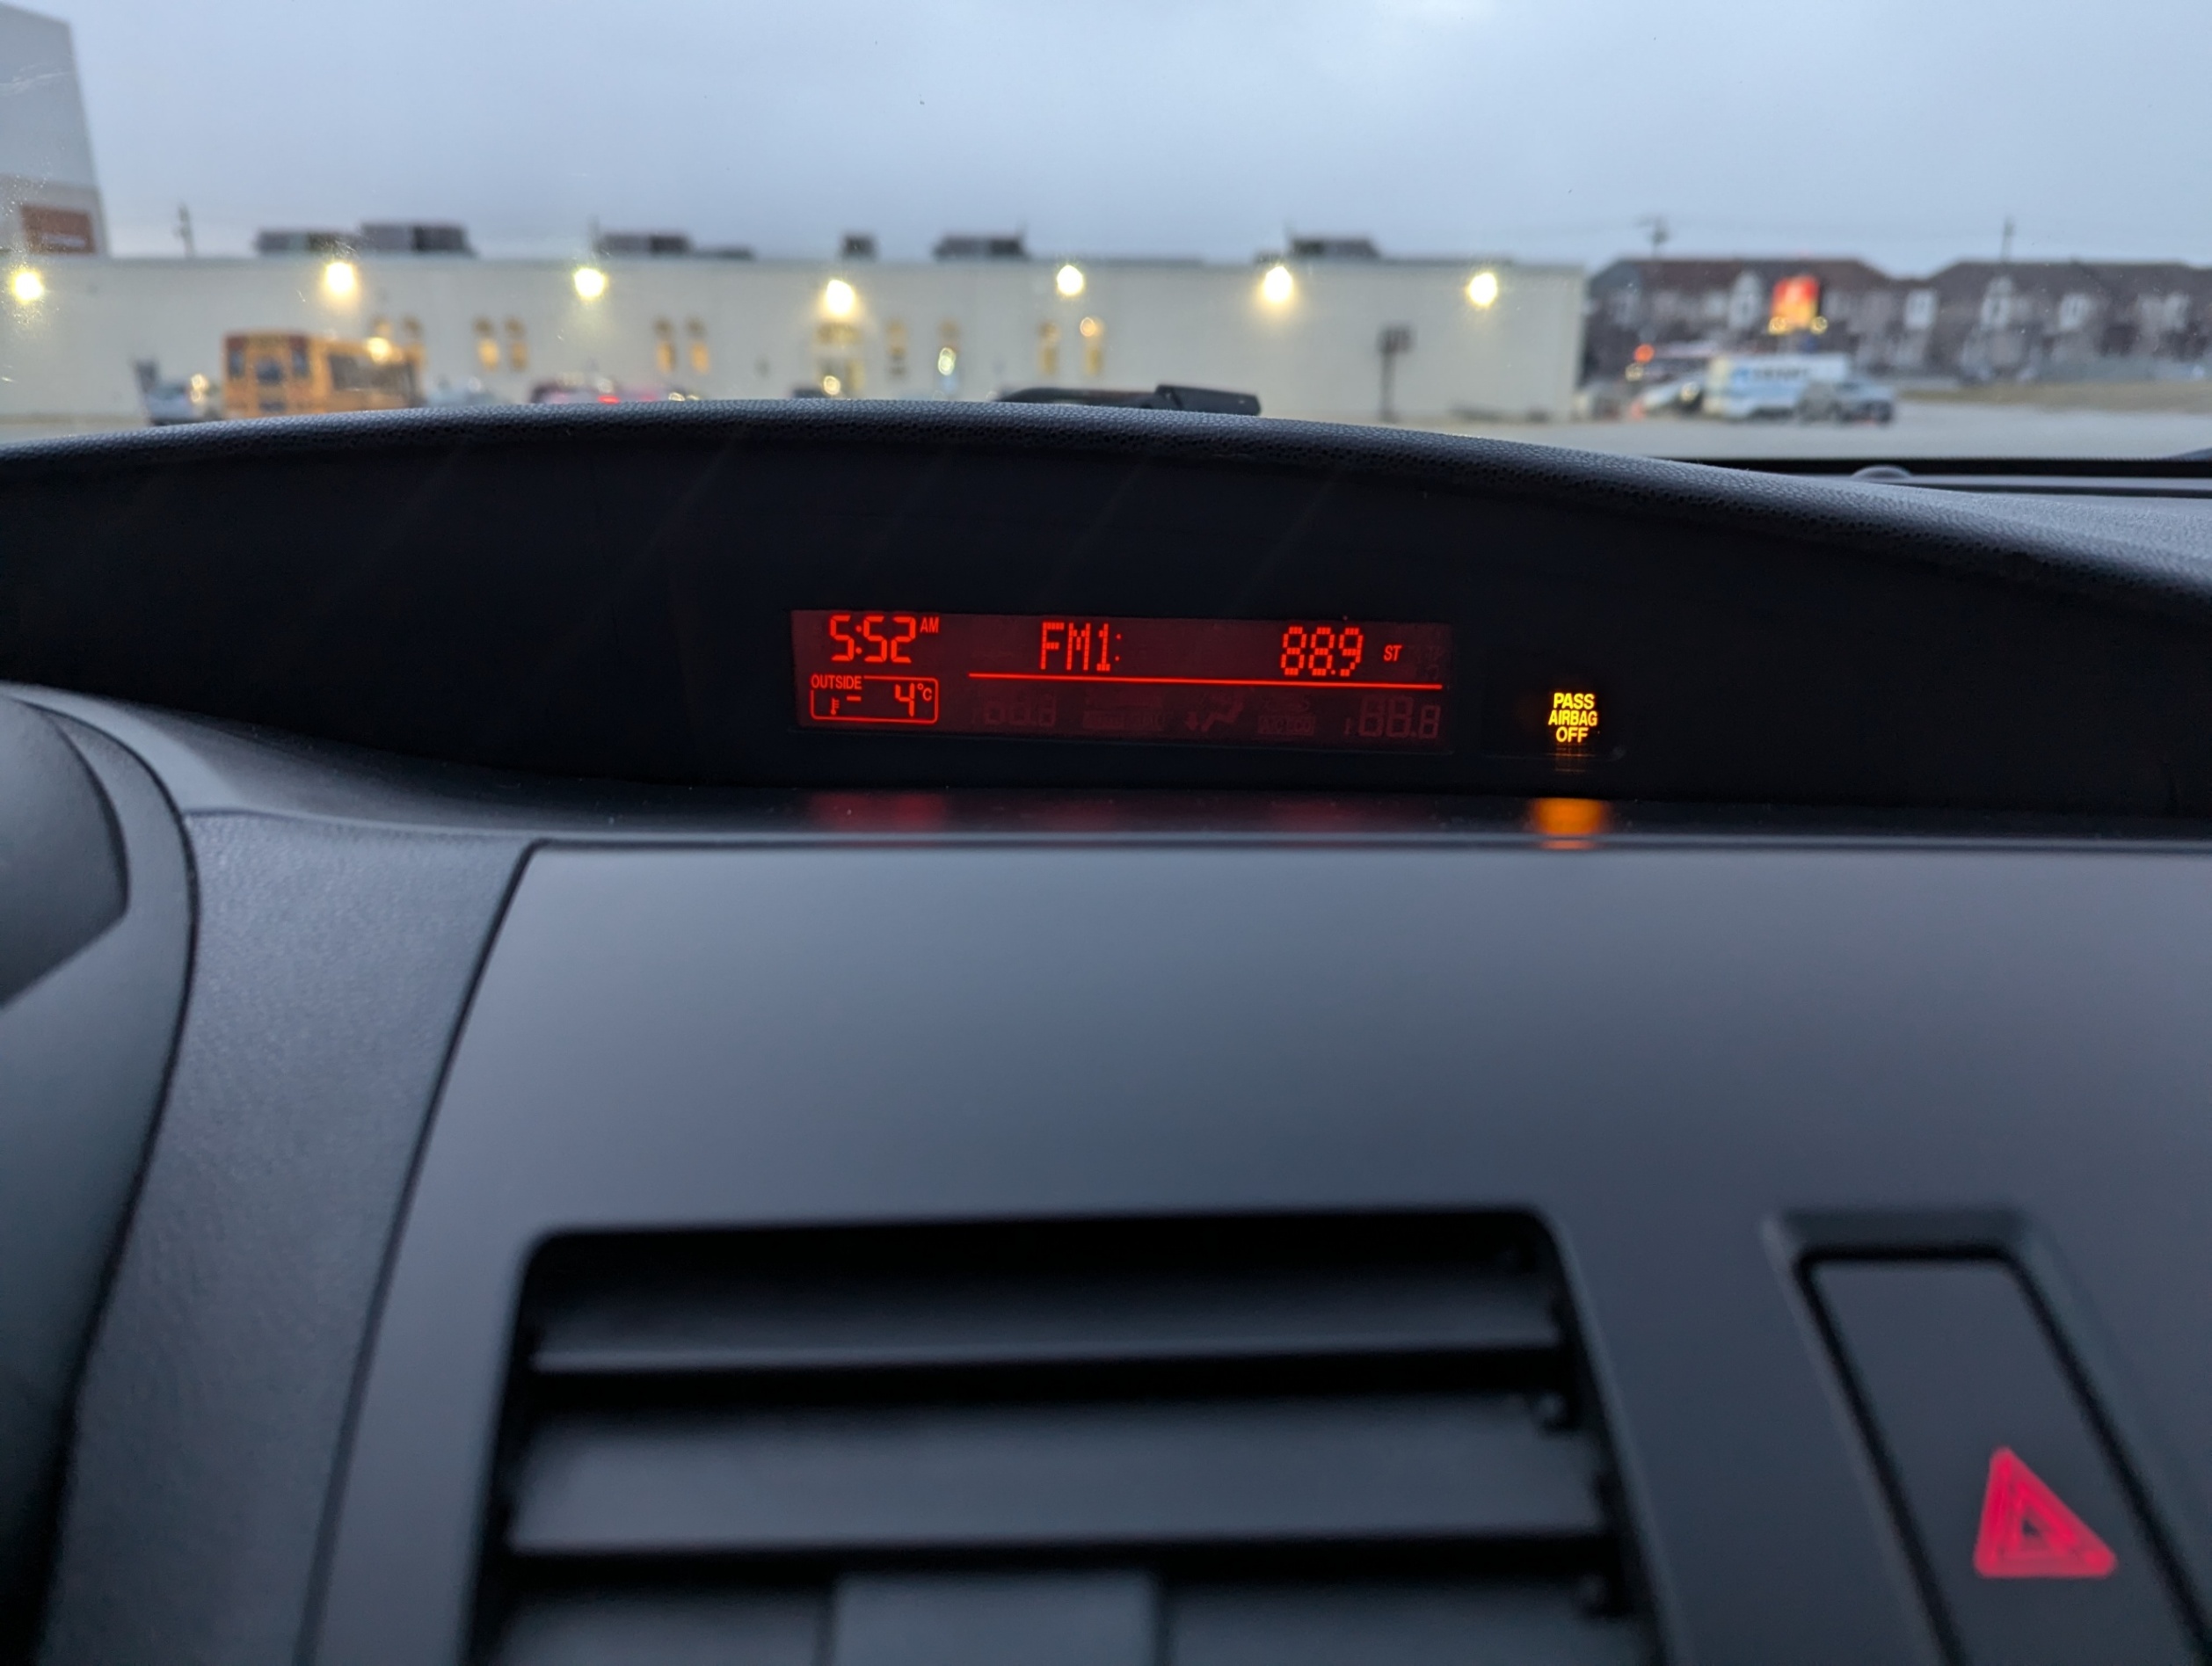 5:52 AM FM1: 88.9 ST
OUTSIDE
- 4°C
PASS
AIRBAG
OFF